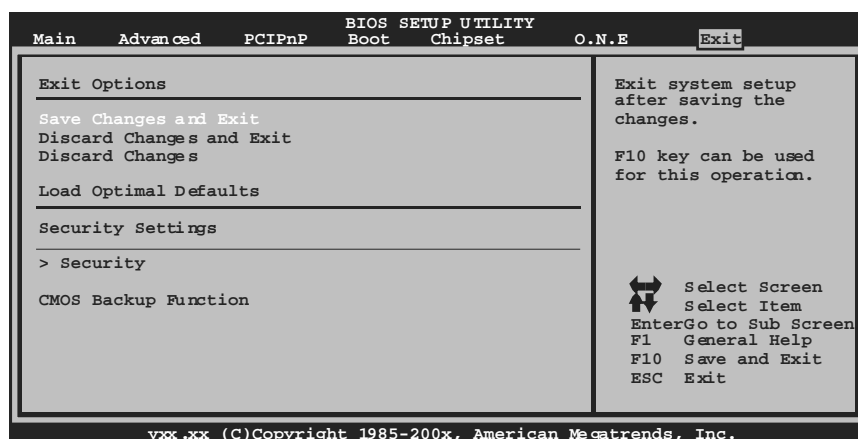 BIOS SETUP UTILITY
Main Advanced PCIPnP Boot Chipset O.N.E Exit
Exit Options
Save Changes and Exit
Discard Changes and Exit
Discard Changes
Load Optimal Defaults
Security Settings
> Security
CMOS Backup Function
Exit system setup
after saving the
changes.
F10 key can be used
for this operation.
Select Screen
Select Item
Enter Go to Sub Screen
F1 General Help
F10 Save and Exit
ESC Exit
vxx.xx (C)Copyright 1985-200x, American Megatrends, Inc.